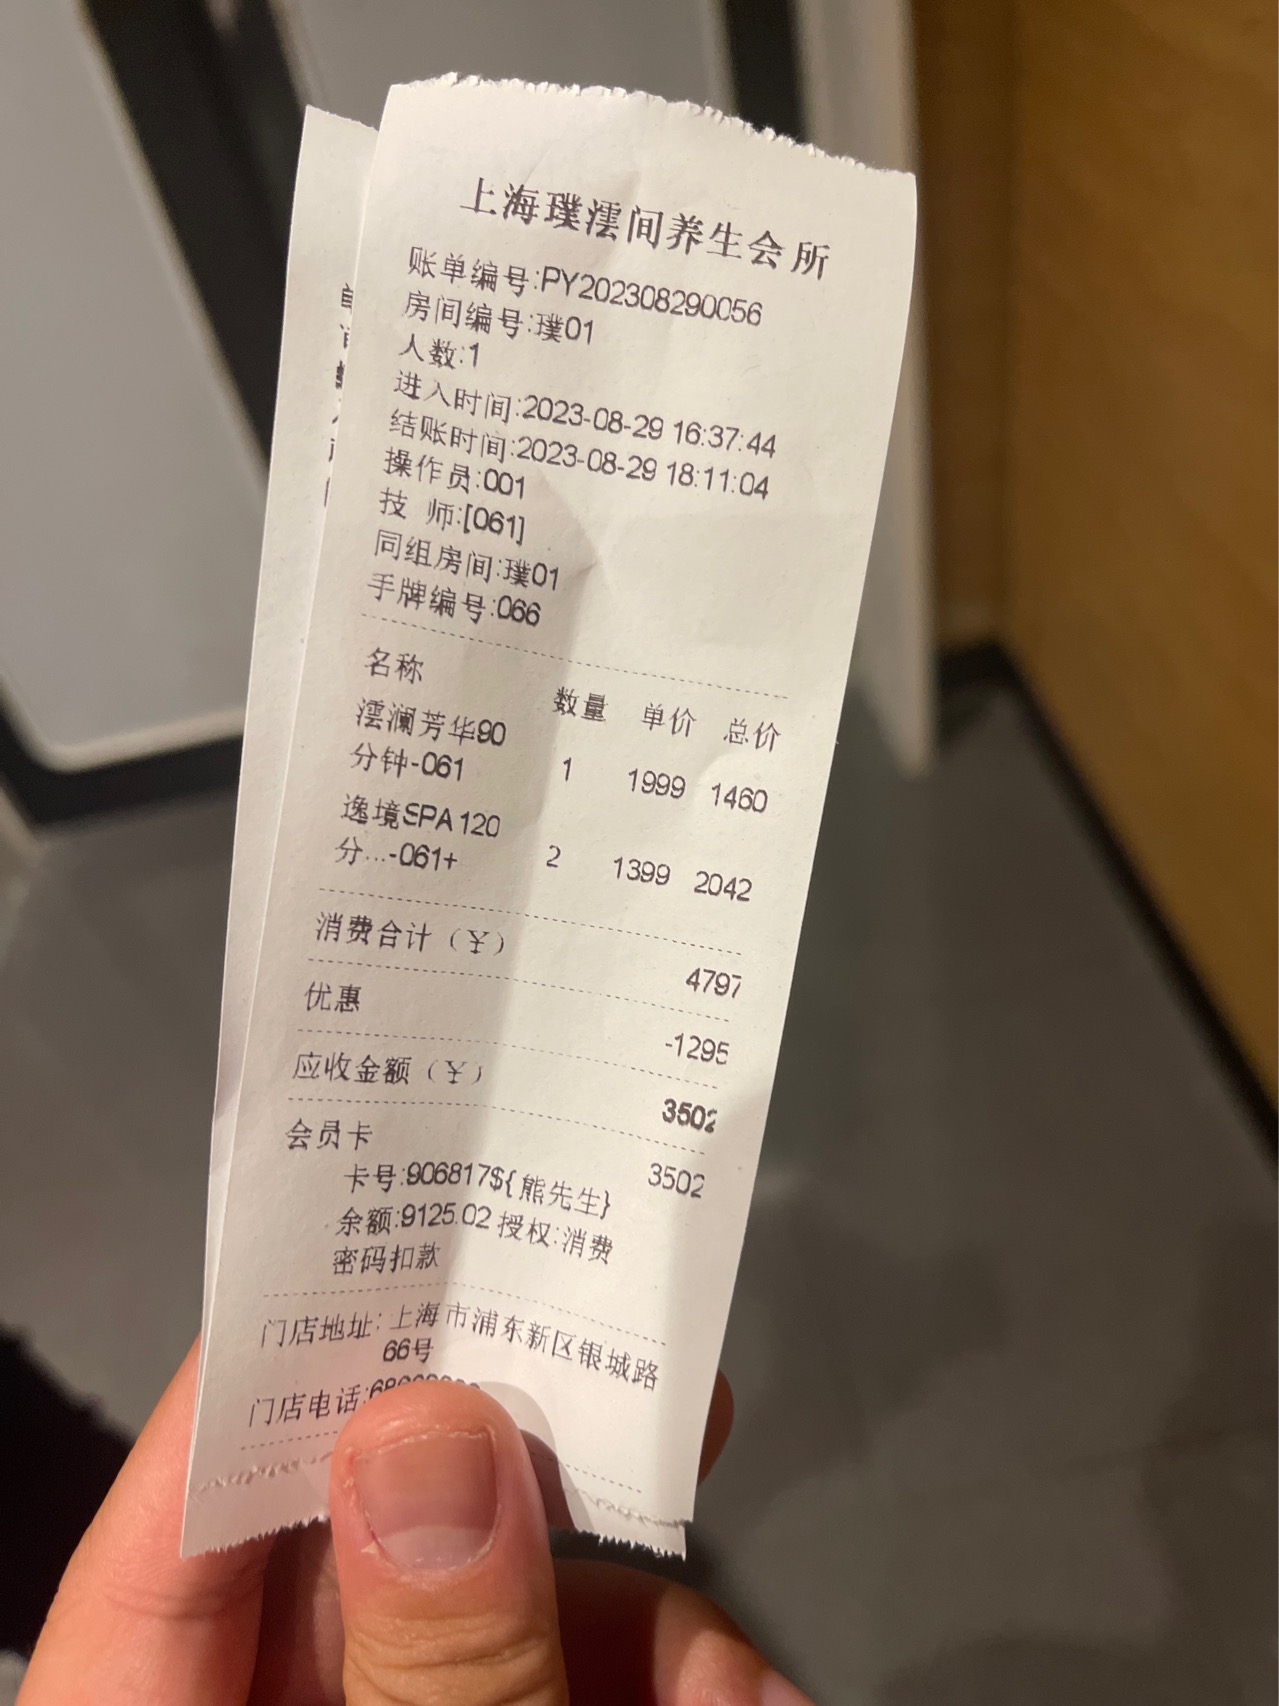 上海璞澐间养生会所
账单编号:PY202308290056
房间编号:璞01
人数:1
进入时间:2023-08-29 16:37:44
结账时间:2023-08-29 18:11:04
操作员:001
技 师:[061]
同组房间:璞01
手牌编号:066
名称 数量 单价 总价
澐澜芳华90
分钟-061 1 1999 1460
逸境SPA120
分...-061+ 2 1399 2042
消费合计（¥） 4797
优惠 -1295
应收金额（¥） 3502
会员卡 3502
卡号:906817${熊先生}
余额:9125.02 授权:消费
密码扣款
门店地址:上海市浦东新区银城路
66号
门店电话: